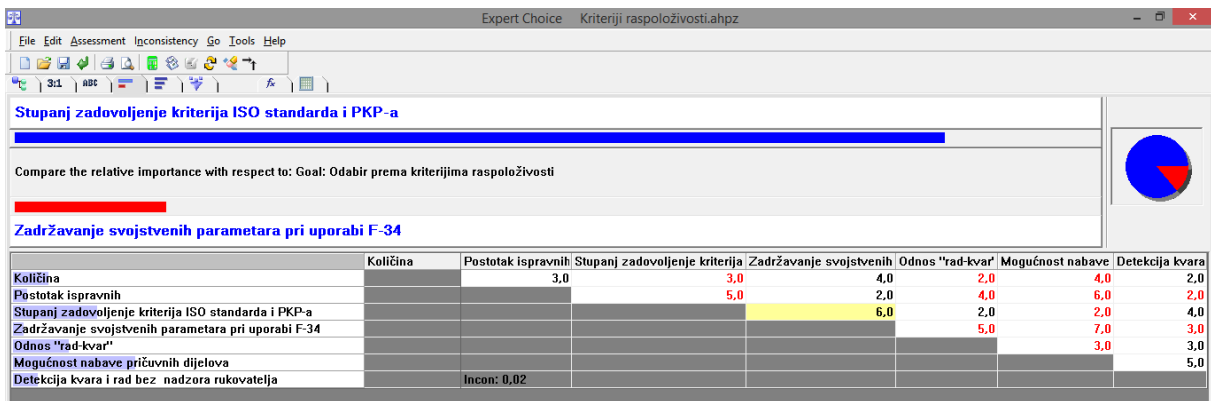 Expert Choice Kriteriji raspoloživosti.ahpz
File Edit Assessment Inconsistency Go Tools Help
3:1 ABC fx
Stupanj zadovoljenje kriterija ISO standarda i PKP-a
Compare the relative importance with respect to: Goal: Odabir prema kriterijima raspoloživosti
Zadržavanje svojstvenih parametara pri uporabi F-34
Količina Postotak ispravnih Stupanj zadovoljenje kriterija Zadržavanje svojstvenih Odnos "rad-kvar" Mogućnost nabave Detekcija kvara
Količina 3,0 3,0 4,0 2,0 4,0 2,0
Postotak ispravnih 5,0 2,0 4,0 6,0 2,0
Stupanj zadovoljenje kriterija ISO standarda i PKP-a 6,0 2,0 2,0 4,0
Zadržavanje svojstvenih parametara pri uporabi F-34 5,0 7,0 3,0
Odnos "rad-kvar" 3,0 3,0
Mogućnost nabave pričuvnih dijelova 5,0
Detekcija kvara i rad bez nadzora rukovatelja Incon: 0,02